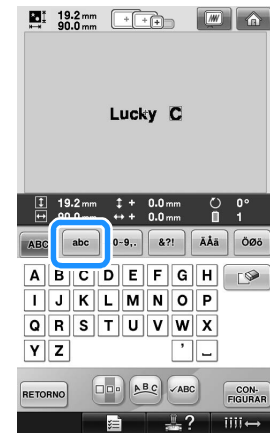 19.2 mm
90.0 mm
Lucky C
19.2 mm + 0.0 mm 0°
90.0 mm + 0.0 mm 1
ABC abc 0-9,. &?! ÄÅä ÖØö
A B C D E F G H
I J K L M N O P
Q R S T U V W X
Y Z ' _
RETORNO ABC ✓ABC CON-
FIGURAR
?